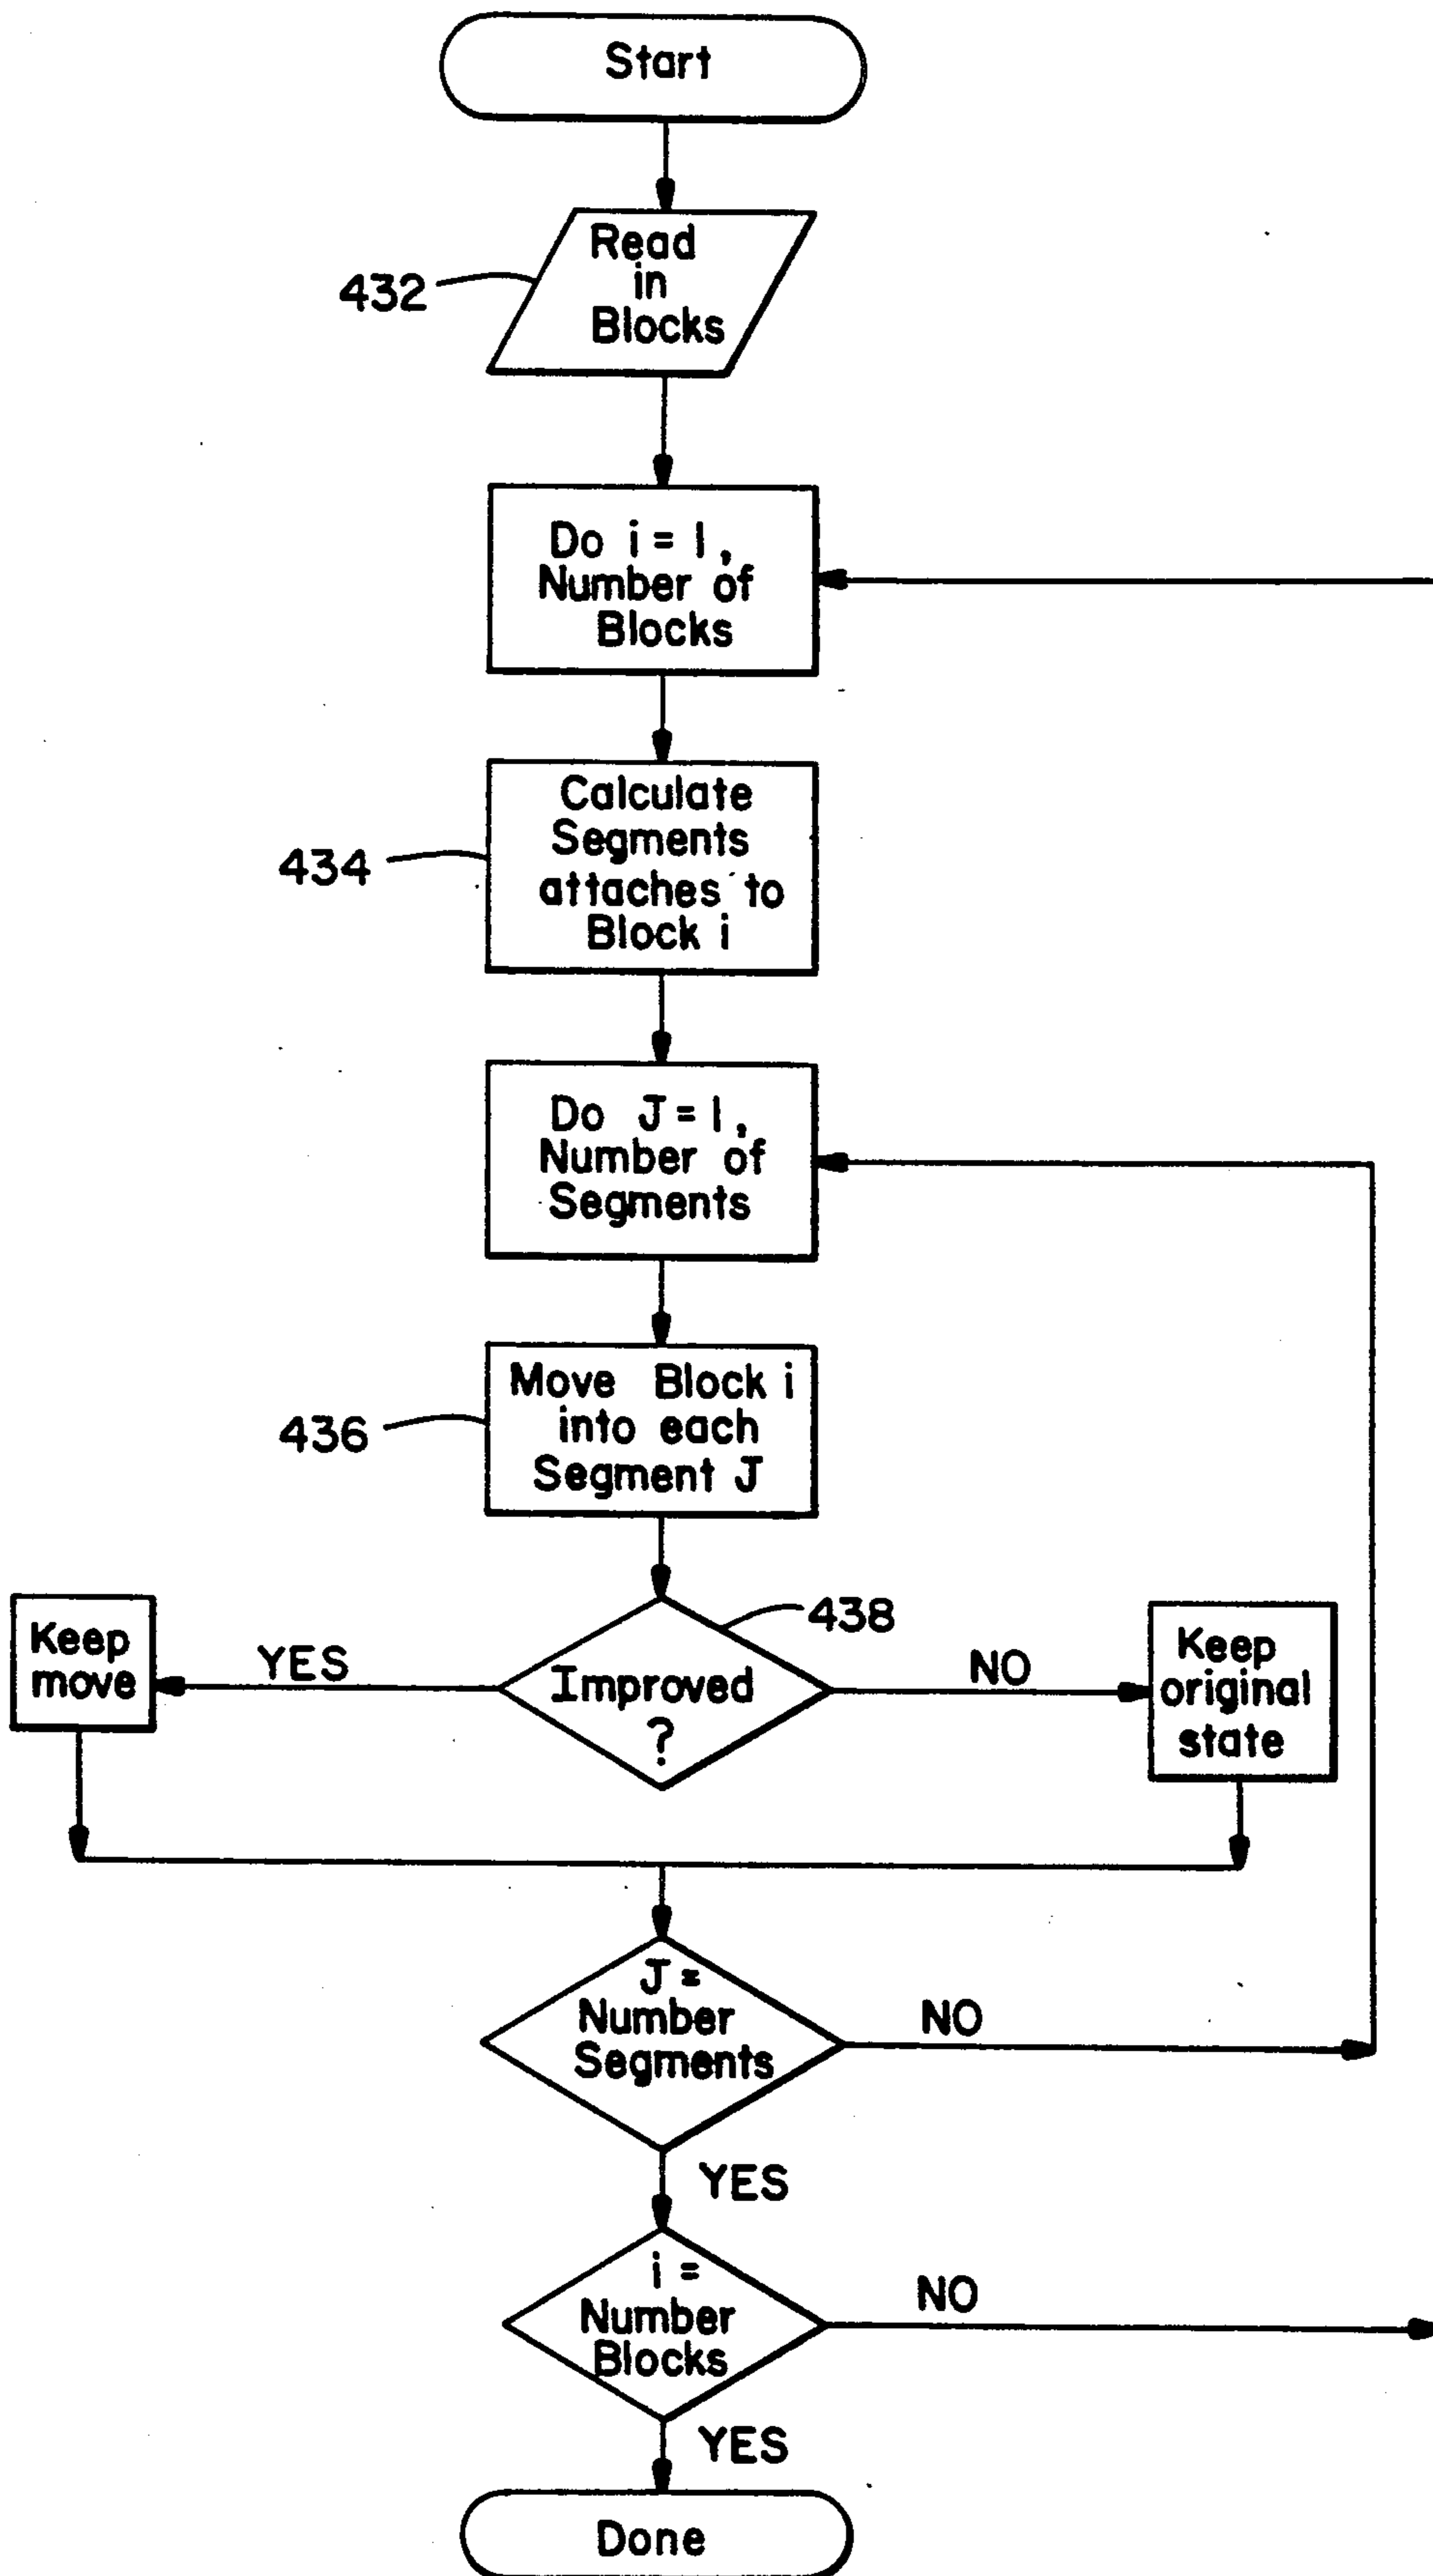 Start
Read
in
Blocks
432
Do i = 1,
Number of
Blocks
Calculate
Segments
attaches to
Block i
434
Do J = 1,
Number of
Segments
Move Block i
into each
Segment J
436
438
Keep
move
YES
Improved
?
NO
Keep
original
state
J =
Number
Segments
NO
YES
i =
Number
Blocks
NO
YES
Done